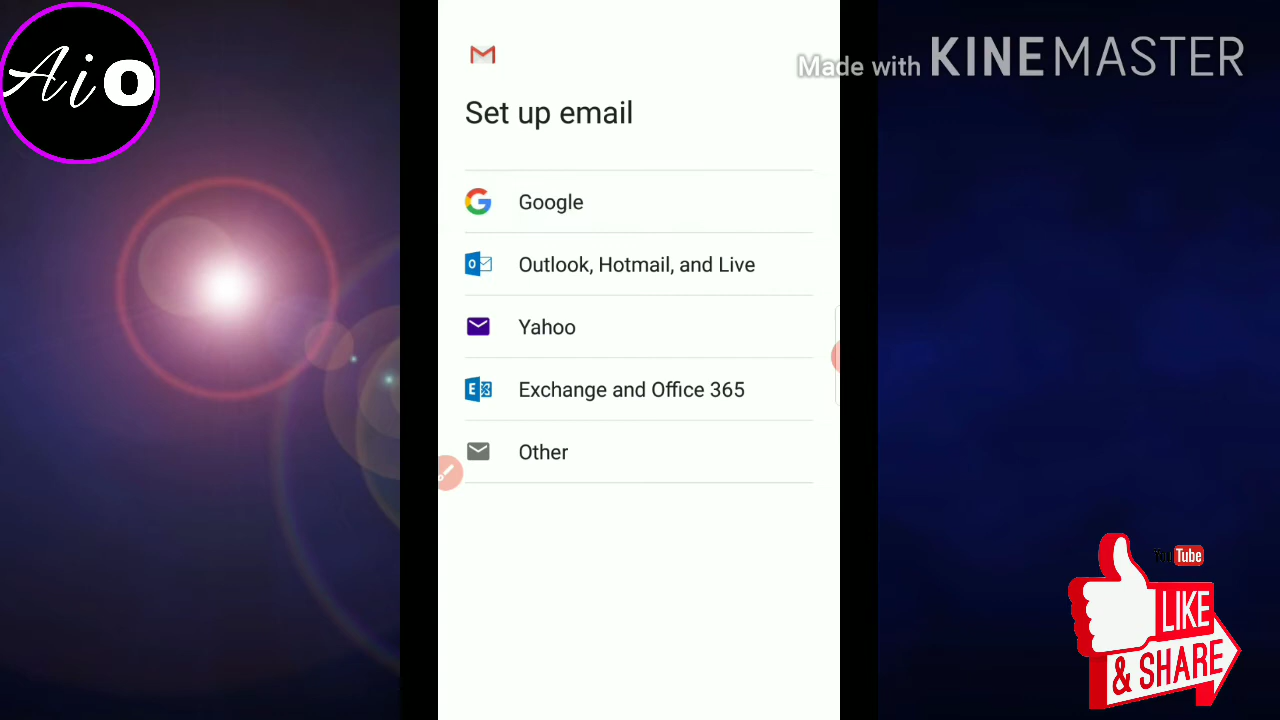 AiO
Made with KINEMASTER
Set up email
Google
Outlook, Hotmail, and Live
Yahoo
Exchange and Office 365
Other
YouTube
LIKE
& SHARE